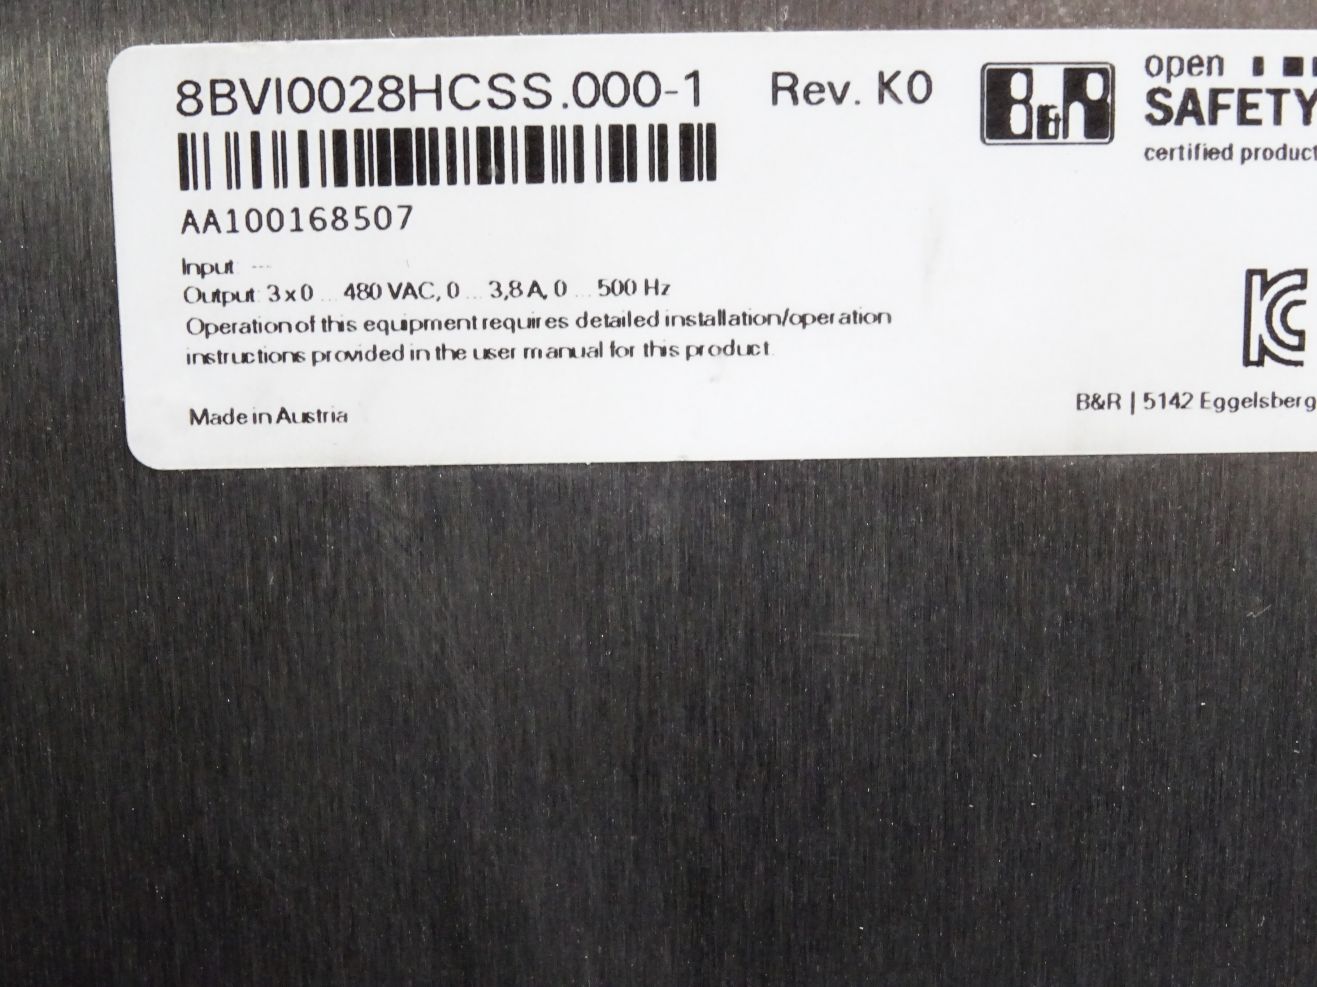 8BVI0028HCSS.000-1 Rev. K0
B&R
open
SAFETY
certified product
AA100168507
Input: ---
Output: 3 x 0 ... 480 VAC, 0 ... 3,8 A, 0 ... 500 Hz
Operation of this equipment requires detailed installation/operation
instructions provided in the user manual for this product.
KC
Made in Austria
B&R | 5142 Eggelsberg